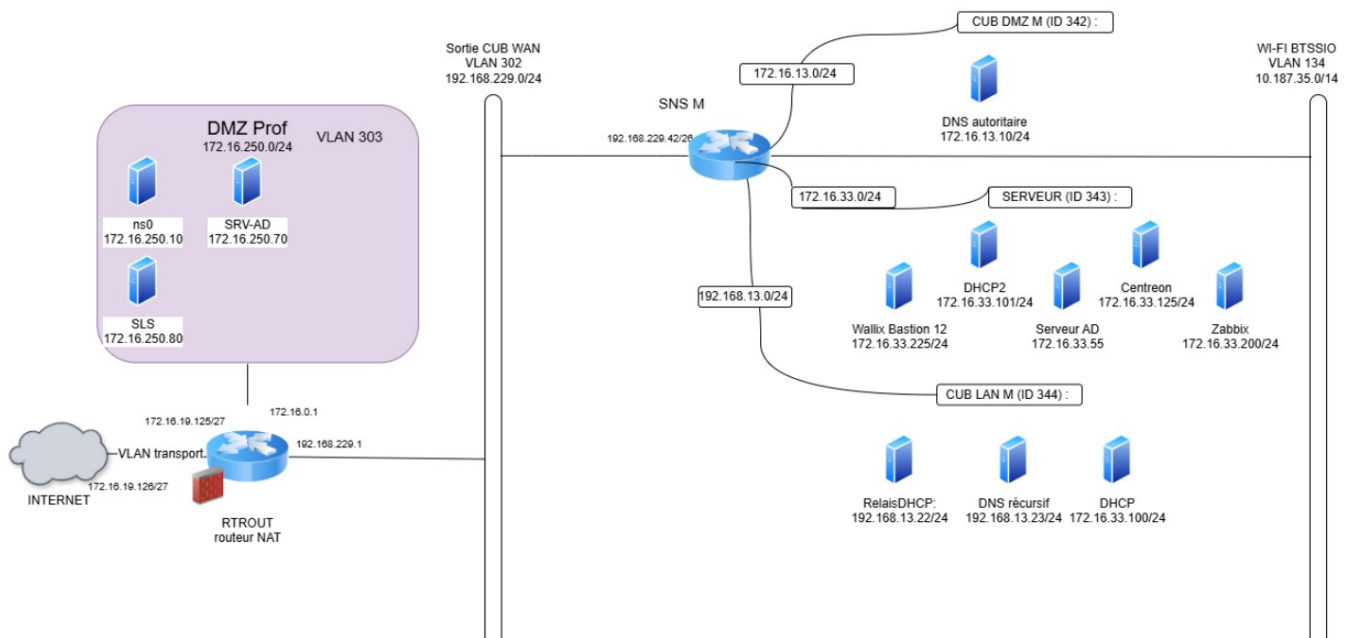 CUB DMZ M (ID 342) :
Sortie CUB WAN
VLAN 302
192.168.229.0/24
WI-FI BTSSIO
VLAN 134
10.187.35.0/14
172.16.13.0/24
SNS M
192.168.229.42/26
DNS autoritaire
172.16.13.10/24
DMZ Prof
VLAN 303
172.16.250.0/24
ns0
172.16.250.10
SRV-AD
172.16.250.70
SLS
172.16.250.80
172.16.33.0/24
SERVEUR (ID 343) :
DHCP2
172.16.33.101/24
Centreon
172.16.33.125/24
Wallix Bastion 12
172.16.33.225/24
Serveur AD
172.16.33.55
Zabbix
172.16.33.200/24
192.168.13.0/24
CUB LAN M (ID 344) :
172.16.0.1
172.16.19.125/27
192.168.229.1
VLAN transport
172.16.19.126/27
INTERNET
RTROUT
routeur NAT
RelaisDHCP:
192.168.13.22/24
DNS récursif
192.168.13.23/24
DHCP
172.16.33.100/24